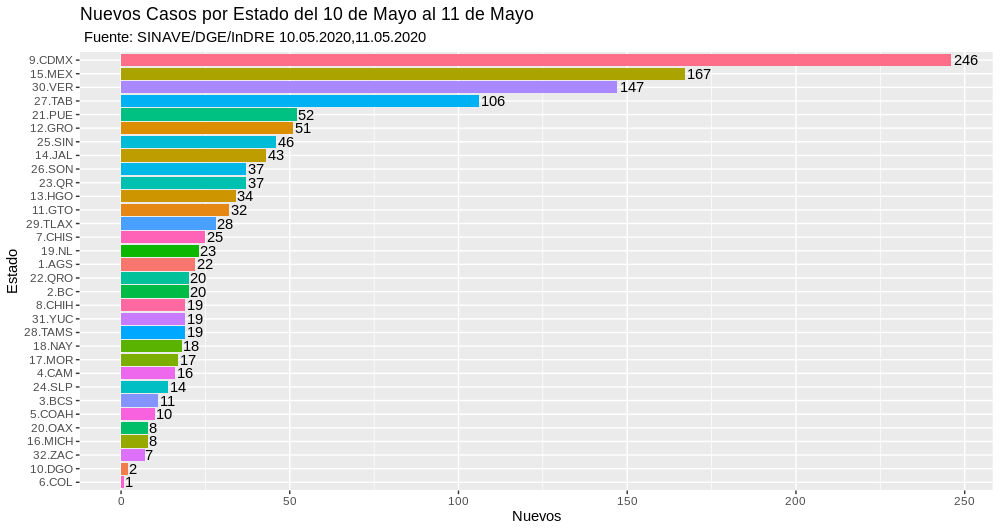 Nuevos Casos por Estado del 10 de Mayo al 11 de Mayo
Fuente: SINAVE/DGE/InDRE 10.05.2020,11.05.2020
Estado
9.CDMX 246
15.MEX 167
30.VER 147
27.TAB 106
21.PUE 52
12.GRO 51
25.SIN 46
14.JAL 43
26.SON 37
23.QR 37
13.HGO 34
11.GTO 32
29.TLAX 28
7.CHIS 25
19.NL 23
1.AGS 22
22.QRO 20
2.BC 20
8.CHIH 19
31.YUC 19
28.TAMS 19
18.NAY 18
17.MOR 17
4.CAM 16
24.SLP 14
3.BCS 11
5.COAH 10
20.OAX 8
16.MICH 8
32.ZAC 7
10.DGO 2
6.COL 1
0 50 100 150 200 250
Nuevos